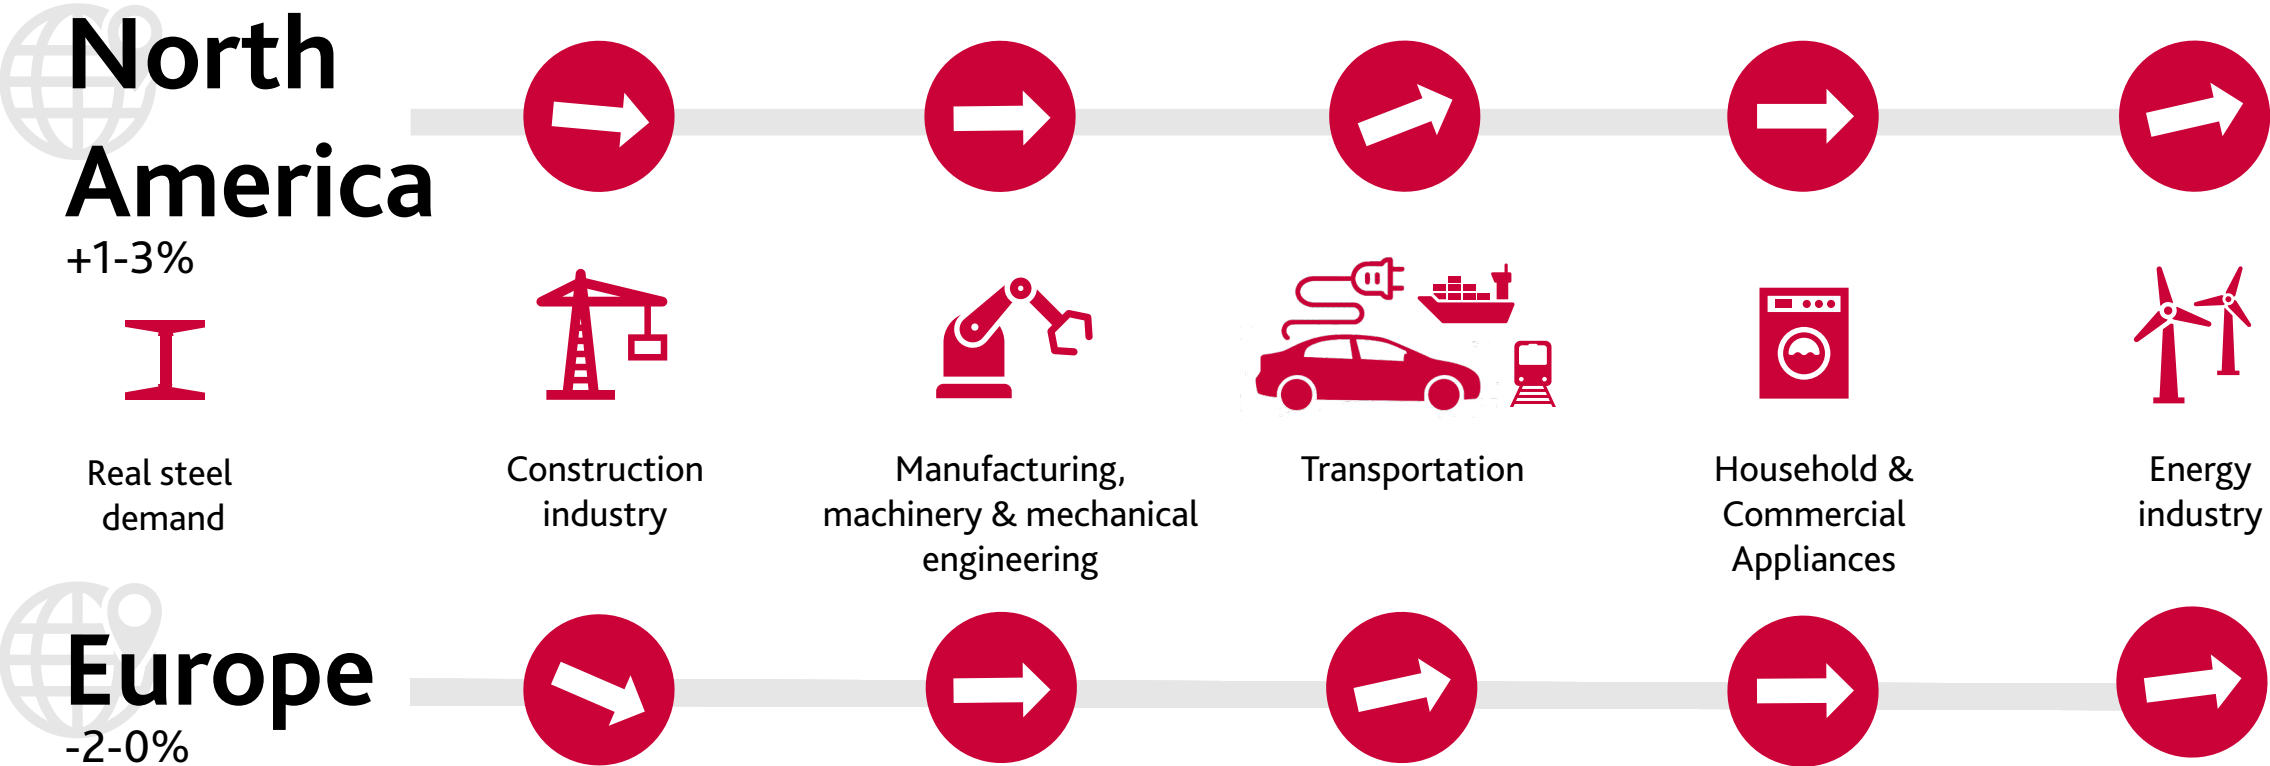 North
America
+1-3%
Real steel
demand
Construction
industry
Manufacturing,
machinery & mechanical
engineering
Transportation
Household &
Commercial
Appliances
Energy
industry
Europe
-2-0%